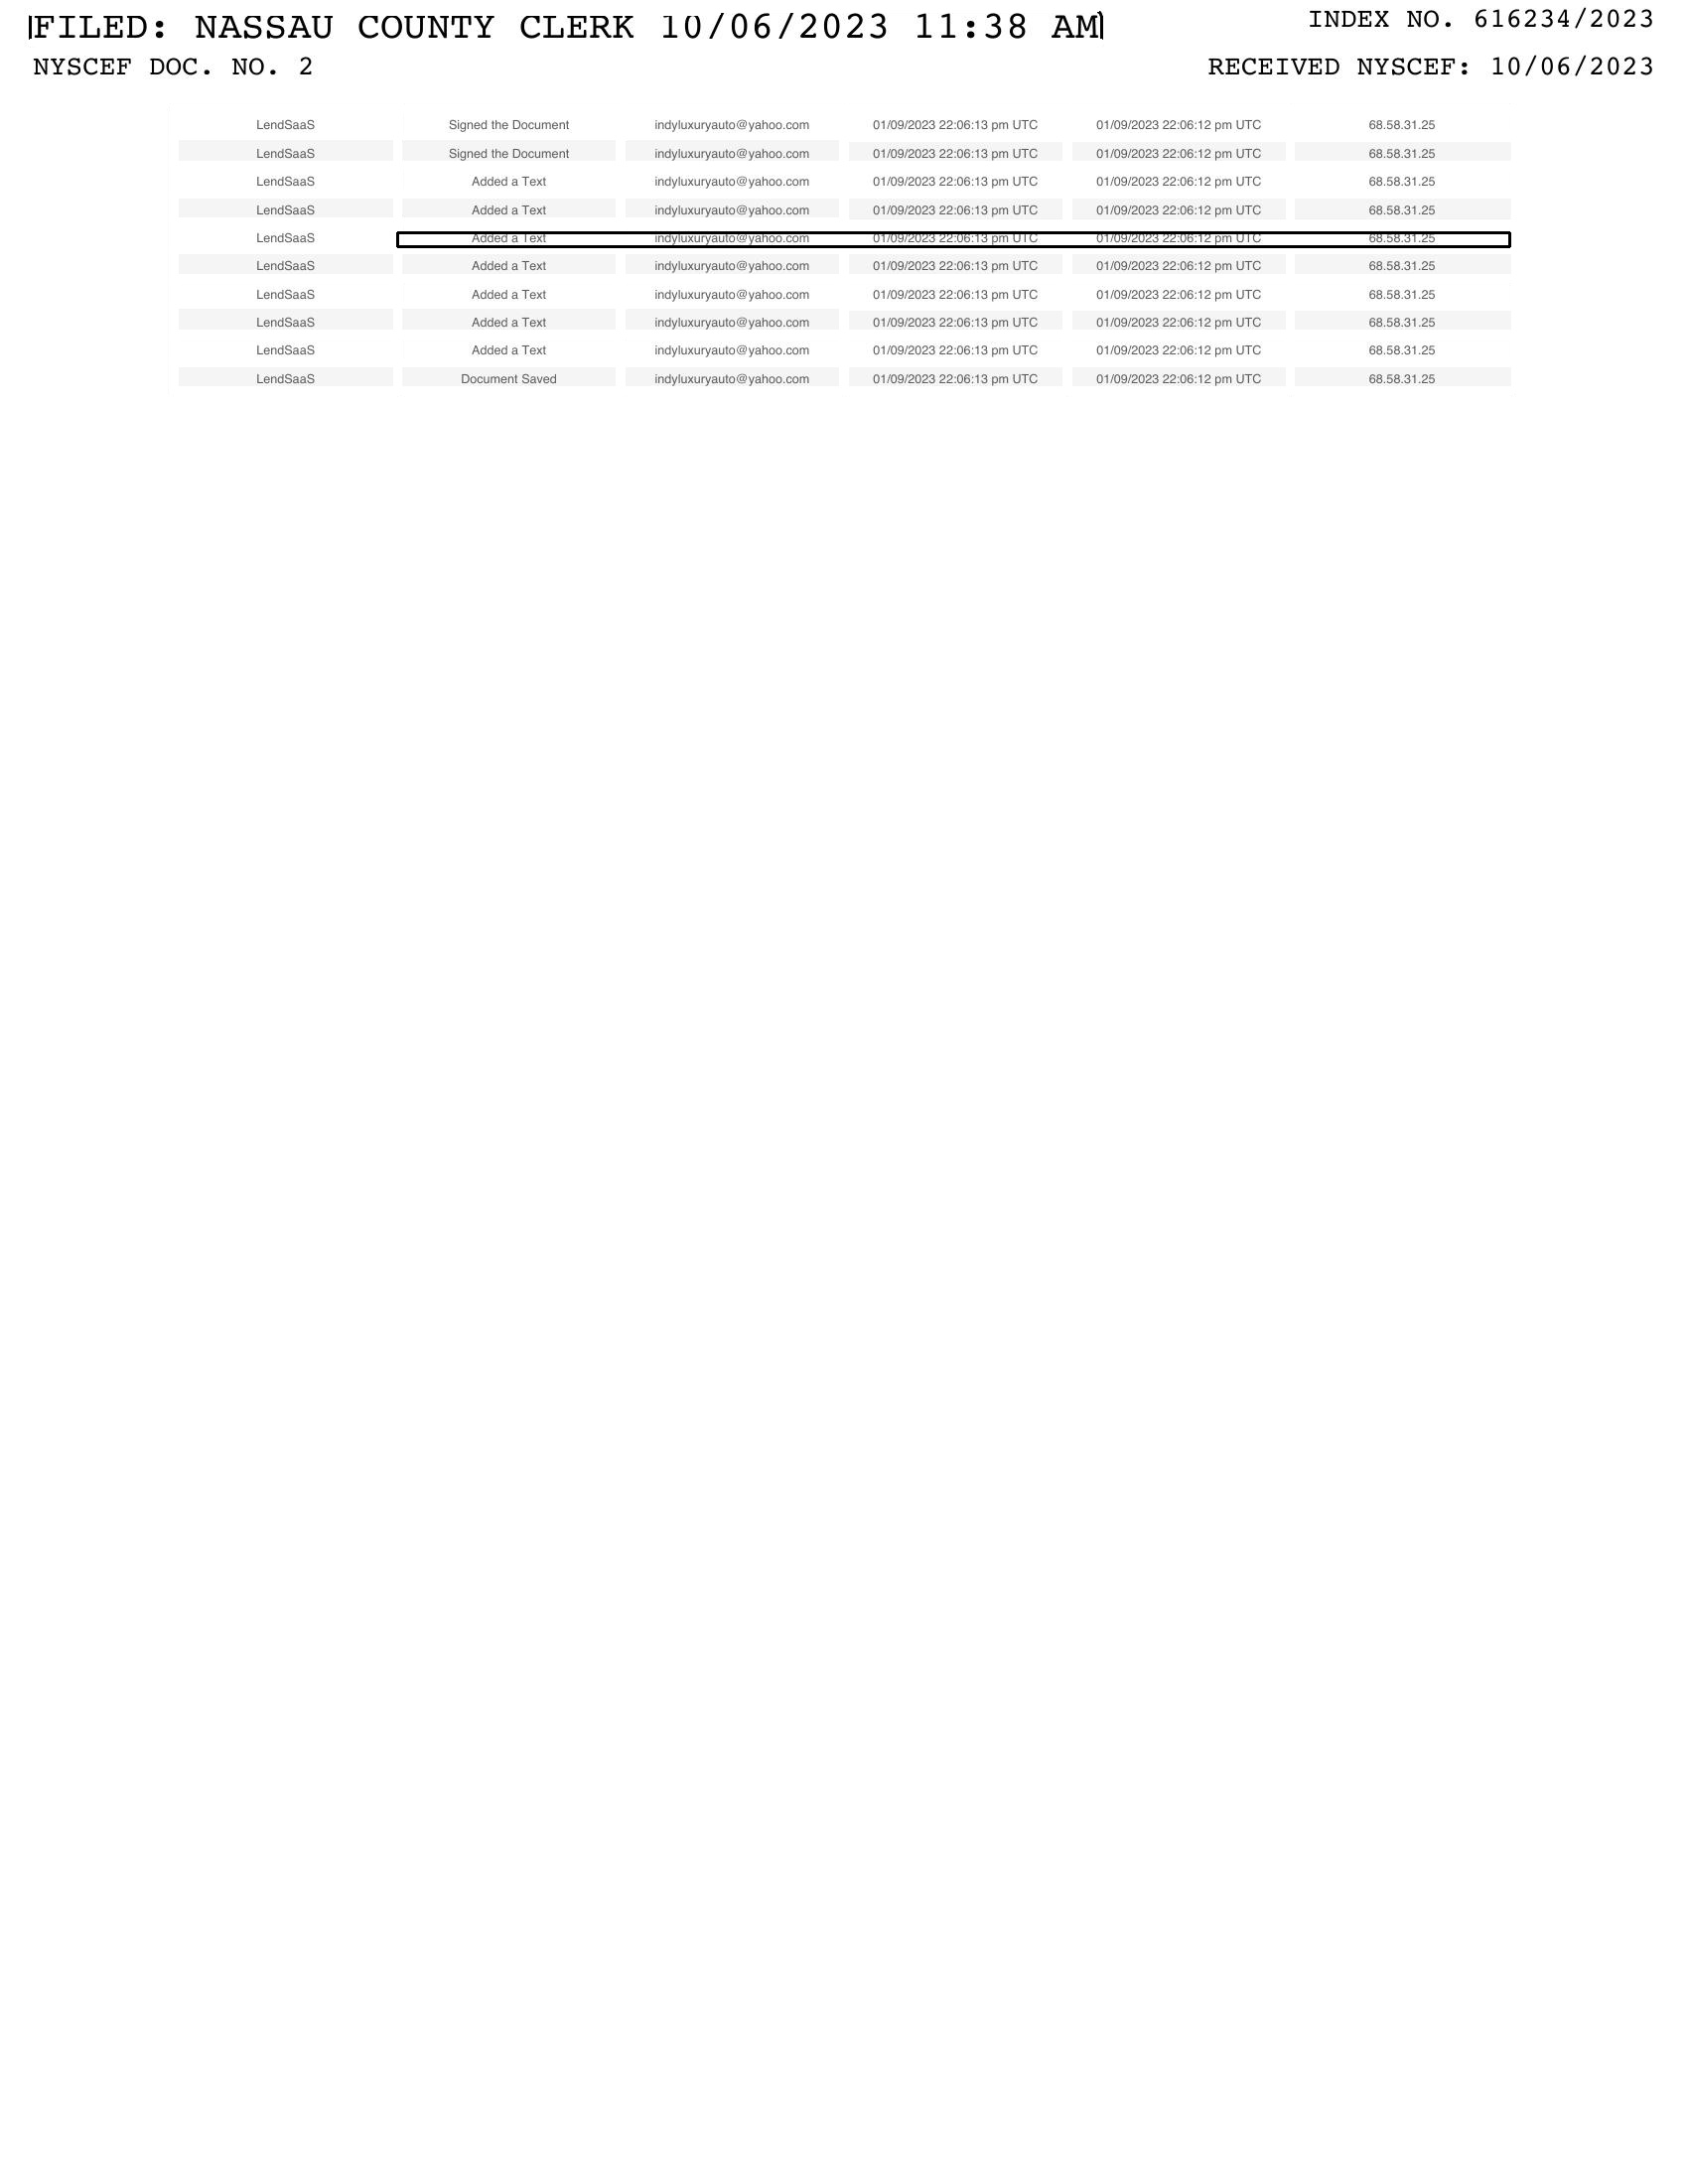 FILED: NASSAU COUNTY CLERK 10/06/2023 11:38 AM INDEX NO. 616234/2023
NYSCEF DOC. NO. 2 RECEIVED NYSCEF: 10/06/2023
LendSaaS Signed the Document indyluxuryauto@yahoo.com 01/09/2023 22:06:13 pm UTC 01/09/2023 22:06:12 pm UTC 68.58.31.25
LendSaaS Signed the Document indyluxuryauto@yahoo.com 01/09/2023 22:06:13 pm UTC 01/09/2023 22:06:12 pm UTC 68.58.31.25
LendSaaS Added a Text indyluxuryauto@yahoo.com 01/09/2023 22:06:13 pm UTC 01/09/2023 22:06:12 pm UTC 68.58.31.25
LendSaaS Added a Text indyluxuryauto@yahoo.com 01/09/2023 22:06:13 pm UTC 01/09/2023 22:06:12 pm UTC 68.58.31.25
LendSaaS Added a Text indyluxuryauto@yahoo.com 01/09/2023 22:06:13 pm UTC 01/09/2023 22:06:12 pm UTC 68.58.31.25
LendSaaS Added a Text indyluxuryauto@yahoo.com 01/09/2023 22:06:13 pm UTC 01/09/2023 22:06:12 pm UTC 68.58.31.25
LendSaaS Added a Text indyluxuryauto@yahoo.com 01/09/2023 22:06:13 pm UTC 01/09/2023 22:06:12 pm UTC 68.58.31.25
LendSaaS Added a Text indyluxuryauto@yahoo.com 01/09/2023 22:06:13 pm UTC 01/09/2023 22:06:12 pm UTC 68.58.31.25
LendSaaS Added a Text indyluxuryauto@yahoo.com 01/09/2023 22:06:13 pm UTC 01/09/2023 22:06:12 pm UTC 68.58.31.25
LendSaaS Document Saved indyluxuryauto@yahoo.com 01/09/2023 22:06:13 pm UTC 01/09/2023 22:06:12 pm UTC 68.58.31.25